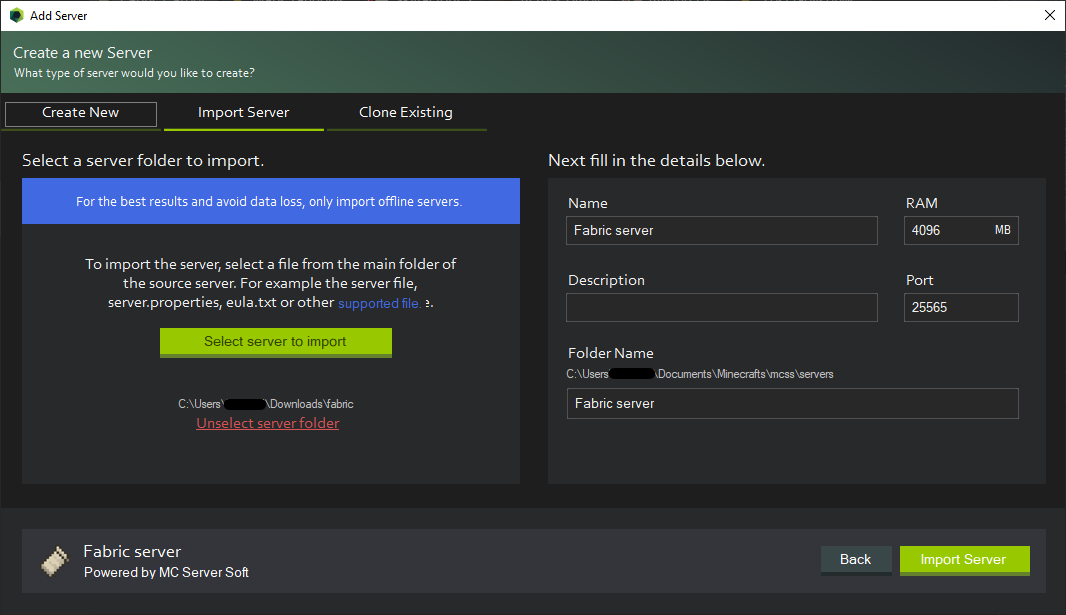 Add Server
Create a new Server
What type of server would you like to create?
Create New
Import Server
Clone Existing
Select a server folder to import.
For the best results and avoid data loss, only import offline servers.
To import the server, select a file from the main folder of
the source server. For example the server file,
server.properties, eula.txt or other supported file. e.
Select server to import
C:\Users\ \Downloads\fabric
Unselect server folder
Next fill in the details below.
Name
Fabric server
RAM
4096 MB
Description
Port
25565
Folder Name
C:\Users \Documents\Minecrafts\mcss\servers
Fabric server
Fabric server
Powered by MC Server Soft
Back
Import Server